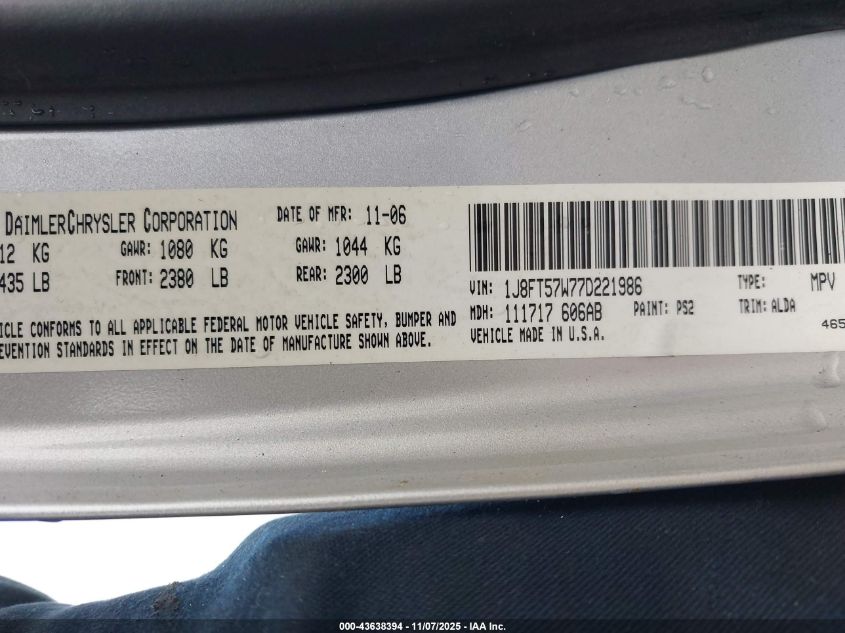 DAIMLERCHRYSLER CORPORATION DATE OF MFR: 11-06
12 KG GAWR: 1080 KG GAWR: 1044 KG
435 LB FRONT: 2380 LB REAR: 2300 LB
ICLE CONFORMS TO ALL APPLICABLE FEDERAL MOTOR VEHICLE SAFETY, BUMPER AND
EVENTION STANDARDS IN EFFECT ON THE DATE OF MANUFACTURE SHOWN ABOVE.
VIN: 1J8FT57W77D221986 TYPE: MPV
MDH: 111717 606AB PAINT: PS2 TRIM: ALDA
VEHICLE MADE IN U.S.A. 465
000-43638394 - 11/07/2025 - IAA Inc.